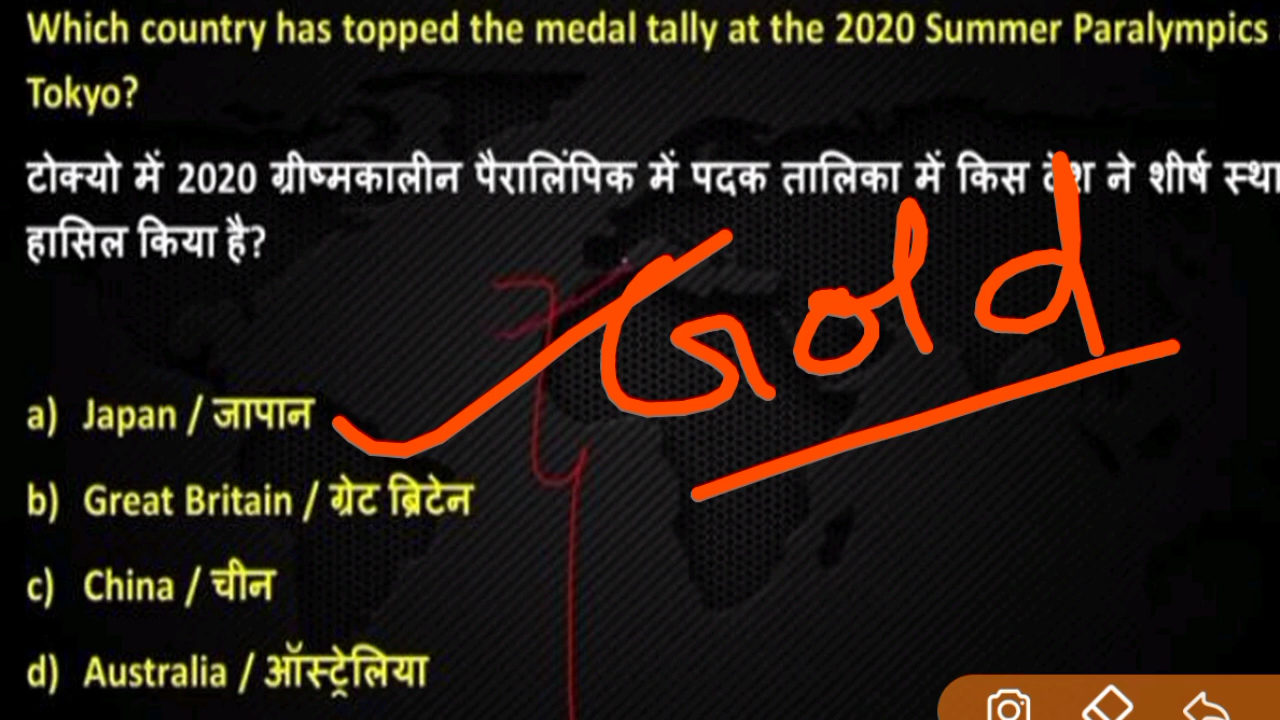 Which country has topped the medal tally at the 2020 Summer Paralympics
Tokyo?
टोक्यो में 2020 ग्रीष्मकालीन पैरालिंपिक में पदक तालिका में किस देश ने शीर्ष स्था
हासिल किया है?
Gold
a) Japan / जापान
b) Great Britain / ग्रेट ब्रिटेन
c) China / चीन
d) Australia / ऑस्ट्रेलिया